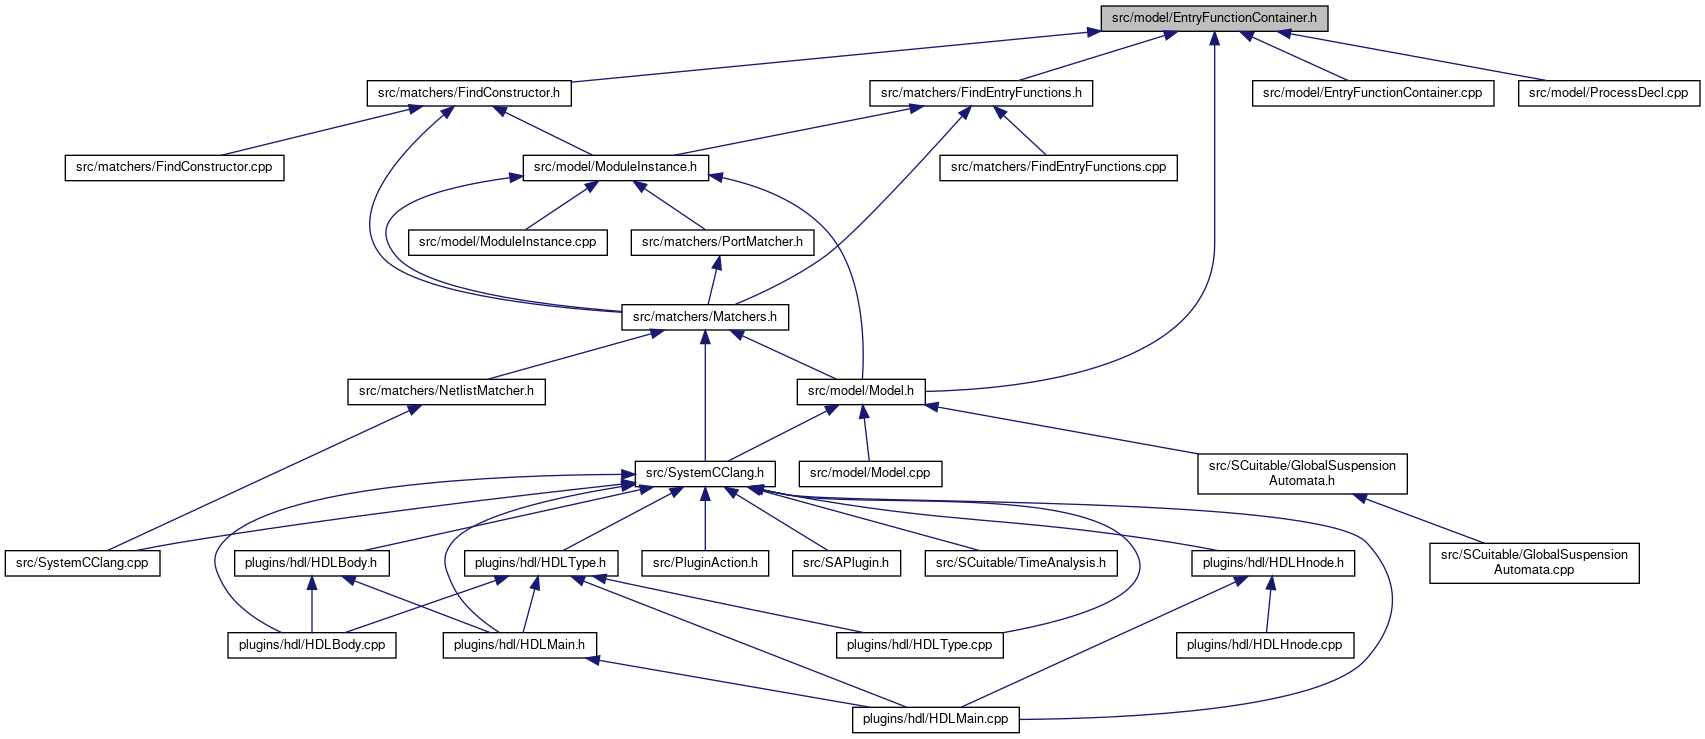 src/model/EntryFunctionContainer.h
src/matchers/FindConstructor.h
src/matchers/FindEntryFunctions.h
src/model/EntryFunctionContainer.cpp
src/model/ProcessDecl.cpp
src/matchers/FindConstructor.cpp
src/model/ModuleInstance.h
src/matchers/FindEntryFunctions.cpp
src/model/ModuleInstance.cpp
src/matchers/PortMatcher.h
src/matchers/Matchers.h
src/matchers/NetlistMatcher.h
src/model/Model.h
src/SystemCClang.h
src/model/Model.cpp
src/SCuitable/GlobalSuspension
Automata.h
src/SystemCClang.cpp
plugins/hdl/HDLBody.h
plugins/hdl/HDLType.h
src/PluginAction.h
src/SAPlugin.h
src/SCuitable/TimeAnalysis.h
plugins/hdl/HDLHnode.h
src/SCuitable/GlobalSuspension
Automata.cpp
plugins/hdl/HDLBody.cpp
plugins/hdl/HDLMain.h
plugins/hdl/HDLType.cpp
plugins/hdl/HDLHnode.cpp
plugins/hdl/HDLMain.cpp